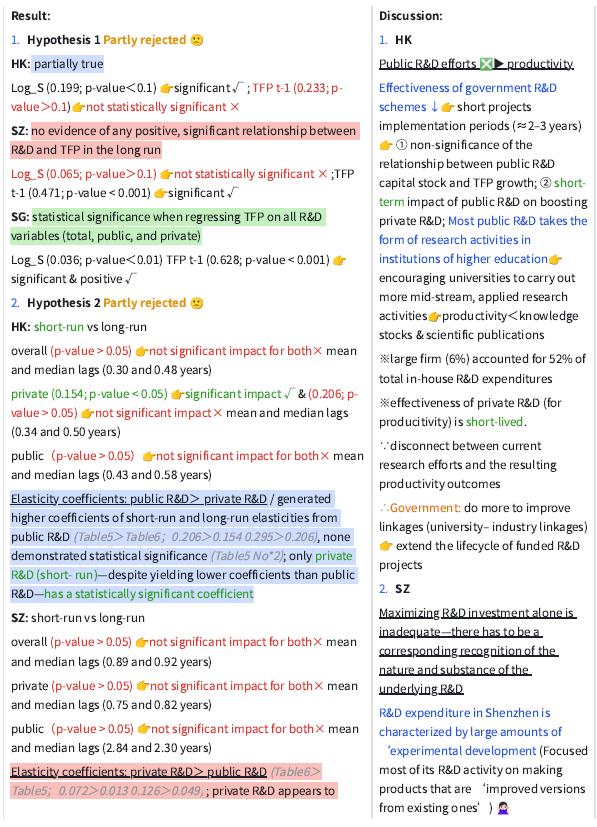 Result:
1. Hypothesis 1 Partly rejected 🙁
HK: partially true
Log_S (0.199; p-value＜0.1) 👉significant√ ; TFP t-1 (0.233; p-
value＞0.1)👉not statistically significant ×
SZ: no evidence of any positive, significant relationship between
R&D and TFP in the long run
Log_S (0.065; p-value＞0.1) 👉not statistically significant × ;TFP
t-1 (0.471; p-value < 0.001) 👉significant √
SG: statistical significance when regressing TFP on all R&D
variables (total, public, and private)
Log_S (0.036; p-value＜0.01) TFP t-1 (0.628; p-value < 0.001) 👉
significant & positive √
2. Hypothesis 2 Partly rejected 🙁
HK: short-run vs long-run
overall (p-value > 0.05) 👉not significant impact for both× mean
and median lags (0.30 and 0.48 years)
private (0.154; p-value < 0.05) 👉significant impact √ & (0.206; p-
value > 0.05) 👉not significant impact× mean and median lags
(0.34 and 0.50 years)
public（p-value > 0.05）👉not significant impact for both× mean
and median lags (0.43 and 0.58 years)
Elasticity coefficients: public R&D＞ private R&D / generated
higher coefficients of short-run and long-run elasticities from
public R&D (Table5＞Table6；0.206＞0.154 0.295＞0.206), none
demonstrated statistical significance (Table5 No*2); only private
R&D (short- run)—despite yielding lower coefficients than public
R&D—has a statistically significant coefficient
SZ: short-run vs long-run
overall (p-value > 0.05) 👉not significant impact for both× mean
and median lags (0.89 and 0.92 years)
private (p-value > 0.05) 👉not significant impact for both× mean
and median lags (0.75 and 0.82 years)
public（p-value > 0.05) 👉not significant impact for both× mean
and median lags (2.84 and 2.30 years)
Elasticity coefficients: private R&D＞ public R&D (Table6＞
Table5；0.072＞0.013 0.126＞0.049,) ; private R&D appears to
Discussion:
1. HK
Public R&D efforts ❎▶ productivity
Effectiveness of government R&D
schemes ↓👉 short projects
implementation periods (≈2–3 years)
👉 ① non-significance of the
relationship between public R&D
capital stock and TFP growth; ② short-
term impact of public R&D on boosting
private R&D; Most public R&D takes the
form of research activities in
institutions of higher education👉
encouraging universities to carry out
more mid-stream, applied research
activities👉productivity＜knowledge
stocks & scientific publications
※large firm (6%) accounted for 52% of
total in-house R&D expenditures
※effectiveness of private R&D (for
producitivity) is short-lived.
∵disconnect between current
research efforts and the resulting
productivity outcomes
∴Government: do more to improve
linkages (university– industry linkages)
👉 extend the lifecycle of funded R&D
projects
2. SZ
Maximizing R&D investment alone is
inadequate—there has to be a
corresponding recognition of the
nature and substance of the
underlying R&D
R&D expenditure in Shenzhen is
characterized by large amounts of
‘experimental development (Focused
most of its R&D activity on making
products that are ‘improved versions
from existing ones’) 🙅🏻‍♀️